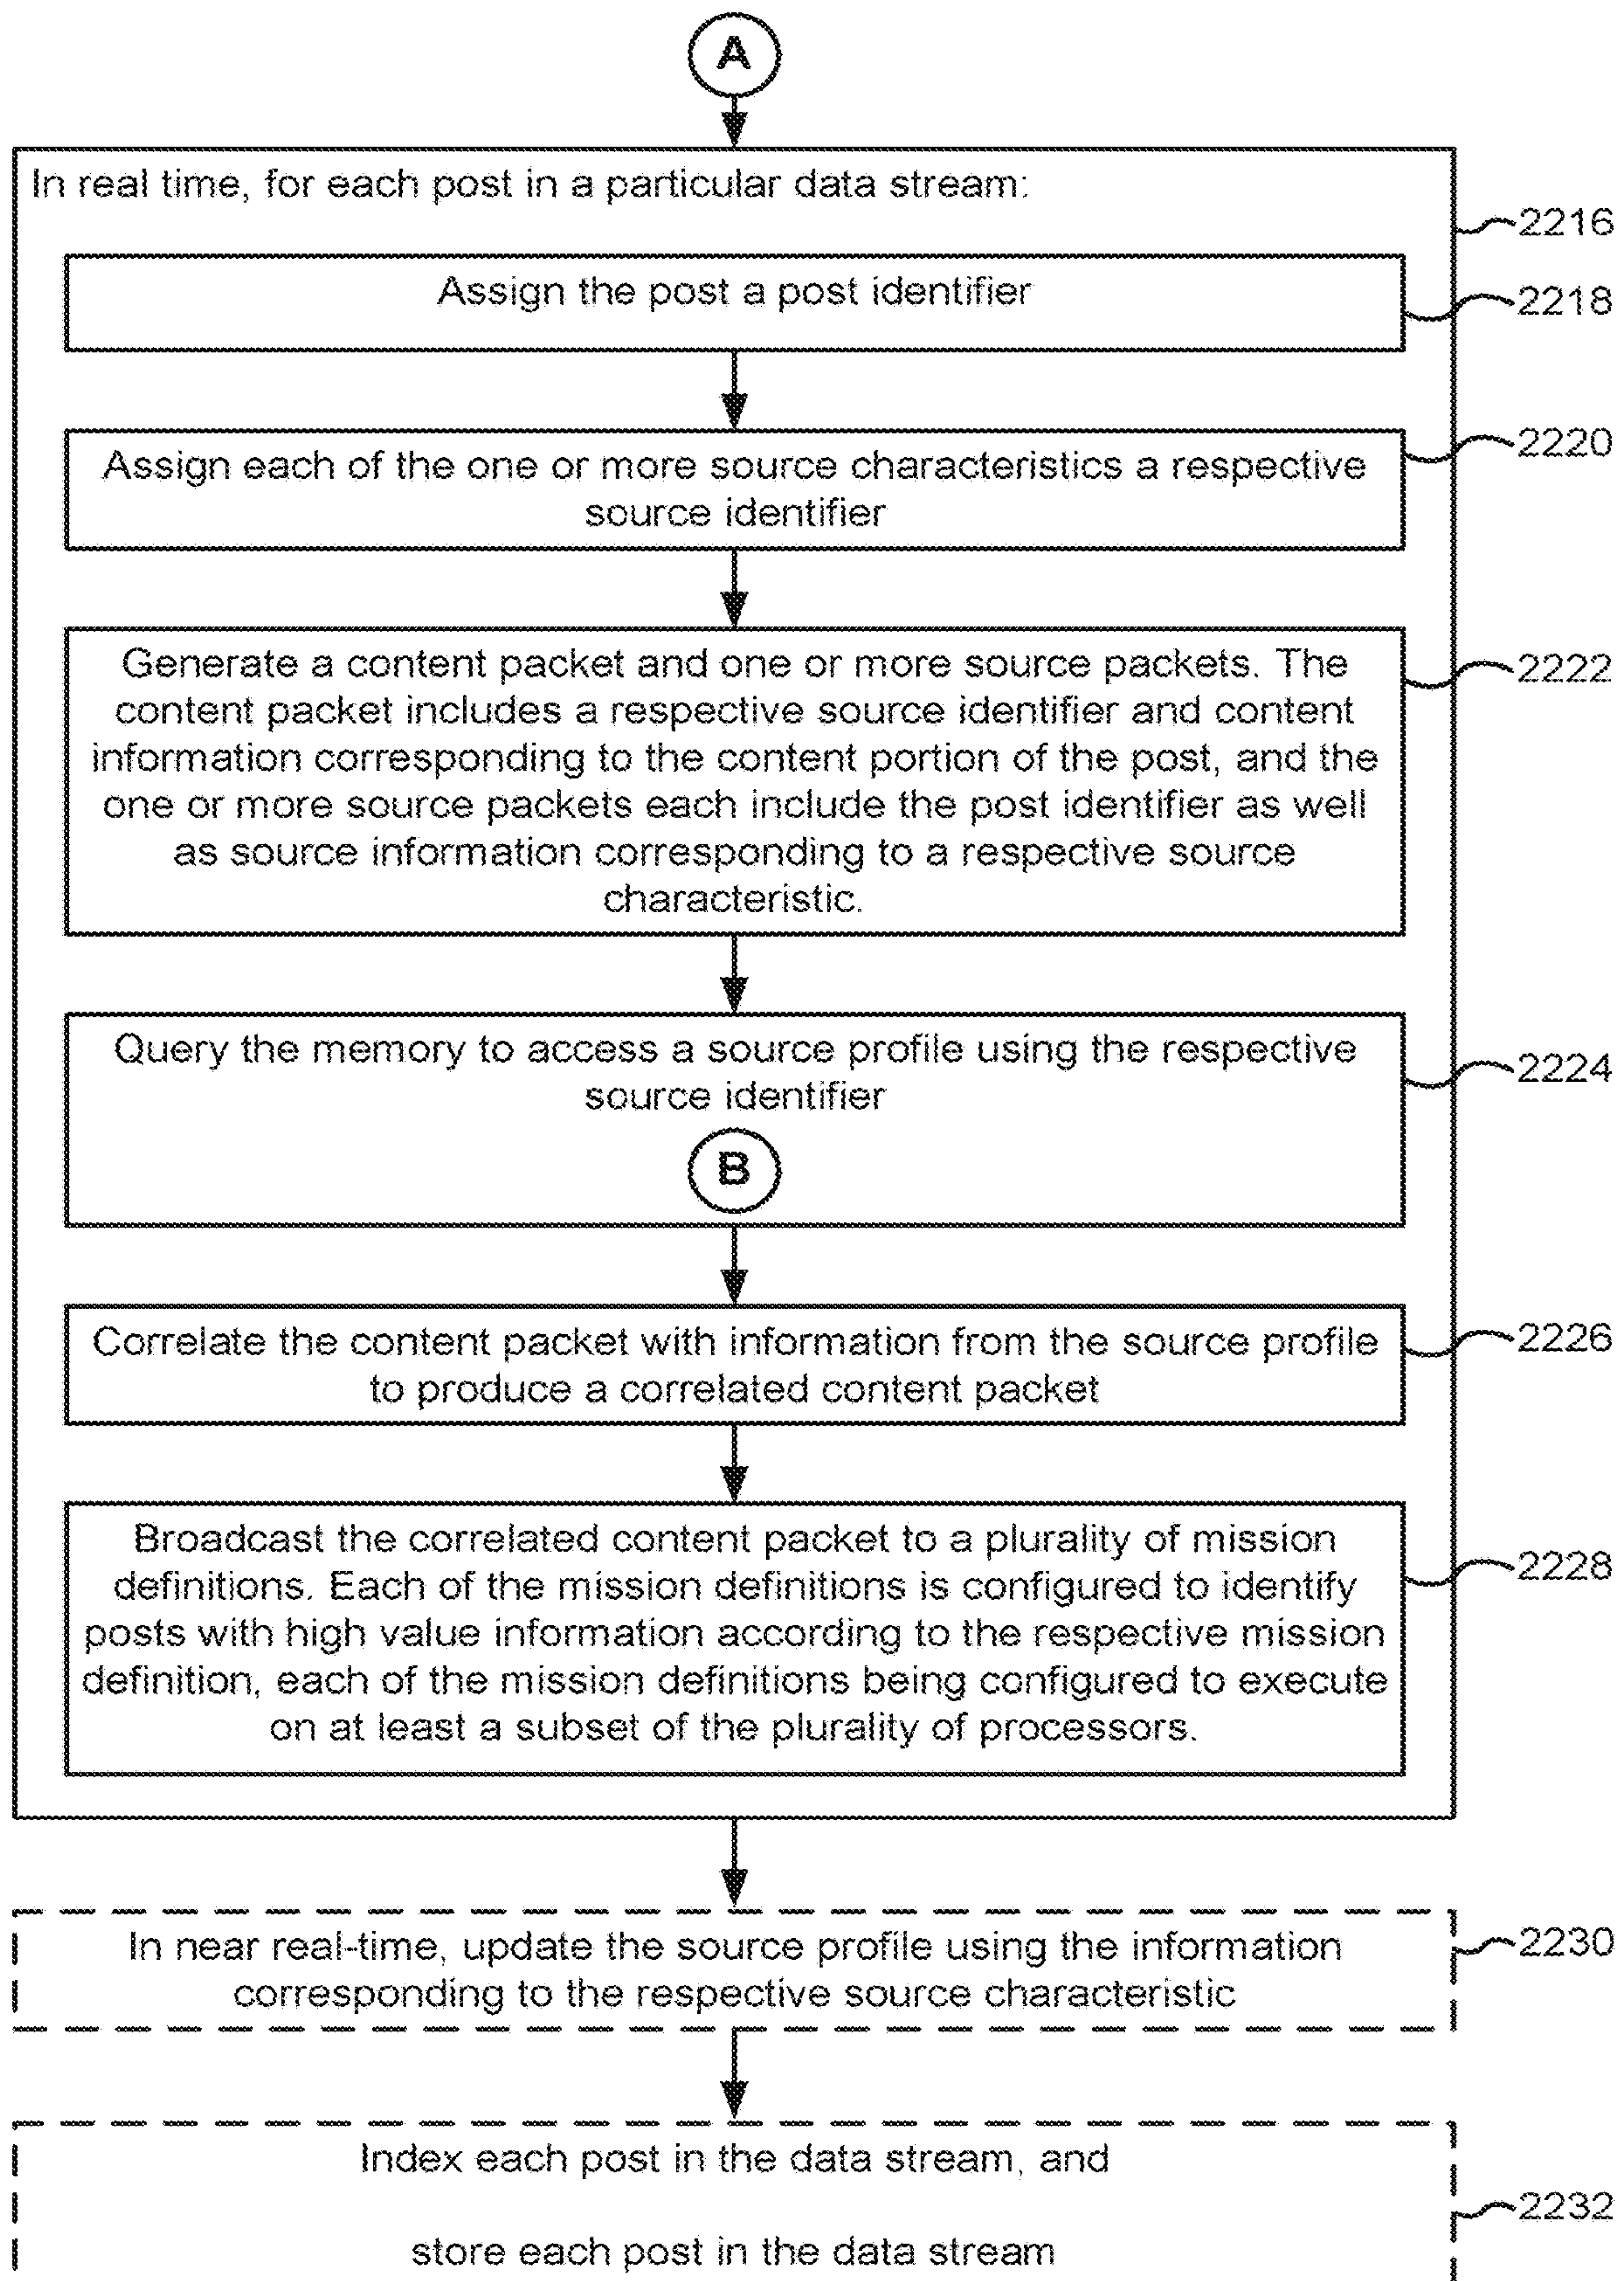 A
In real time, for each post in a particular data stream:
2216
Assign the post a post identifier
2218
Assign each of the one or more source characteristics a respective
source identifier
2220
Generate a content packet and one or more source packets. The
content packet includes a respective source identifier and content
information corresponding to the content portion of the post, and the
one or more source packets each include the post identifier as well
as source information corresponding to a respective source
characteristic.
2222
Query the memory to access a source profile using the respective
source identifier
2224
B
Correlate the content packet with information from the source profile
to produce a correlated content packet
2226
Broadcast the correlated content packet to a plurality of mission
definitions. Each of the mission definitions is configured to identify
posts with high value information according to the respective mission
definition, each of the mission definitions being configured to execute
on at least a subset of the plurality of processors.
2228
In near real-time, update the source profile using the information
corresponding to the respective source characteristic
2230
Index each post in the data stream, and
2232
store each post in the data stream